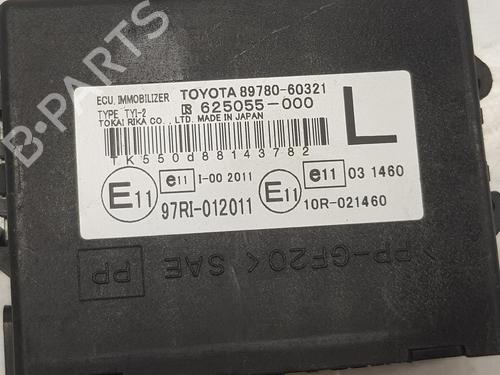 B-PARTS
ECU, IMMOBILIZER TOYOTA 89780-60321
TYPE TYI-2 R 625055-000
TOKAI RIKA CO., LTD. MADE IN JAPAN
L
TK550d88143782
E11 e11 I-00 2011 E11 e11 03 1460
97RI-012011 10R-021460
>PP-GF20< SAE PP